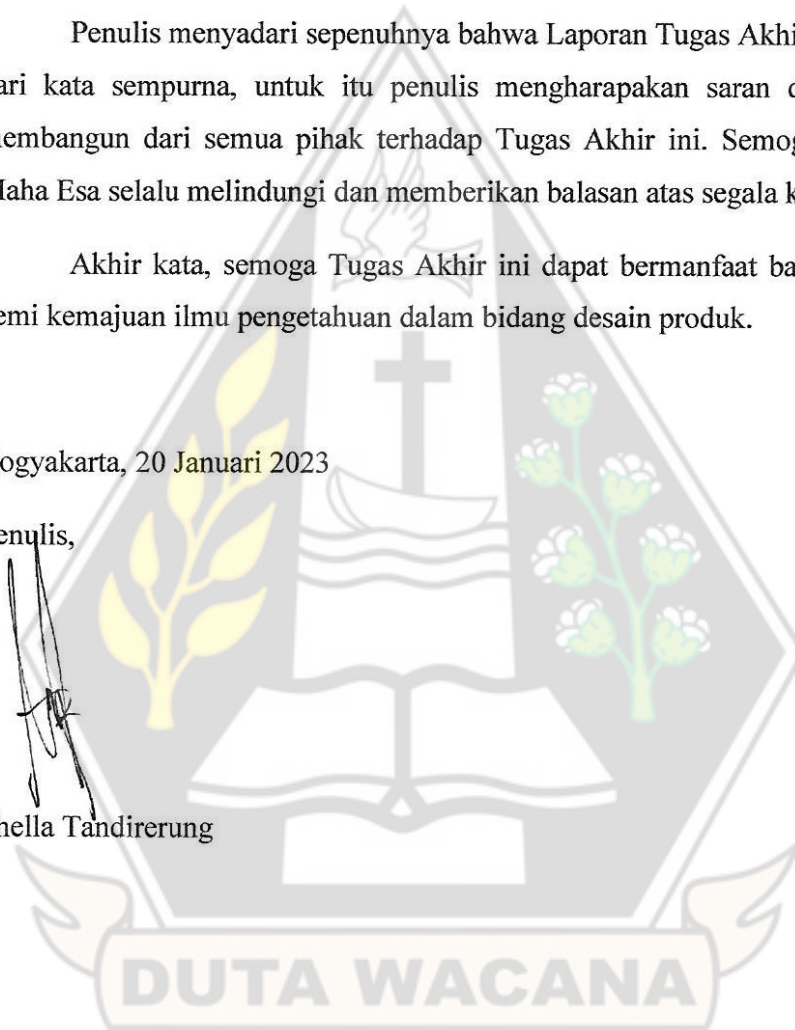 Penulis menyadari sepenuhnya bahwa Laporan Tugas Akhi
ari kata sempurna, untuk itu penulis mengharapakan saran d
nembangun dari semua pihak terhadap Tugas Akhir ini. Semog
Maha Esa selalu melindungi dan memberikan balasan atas segala k
Akhir kata, semoga Tugas Akhir ini dapat bermanfaat ba
emi kemajuan ilmu pengetahuan dalam bidang desain produk.
ogyakarta, 20 Januari 2023
enulis,
hella Tandirerung
DUTA WACANA